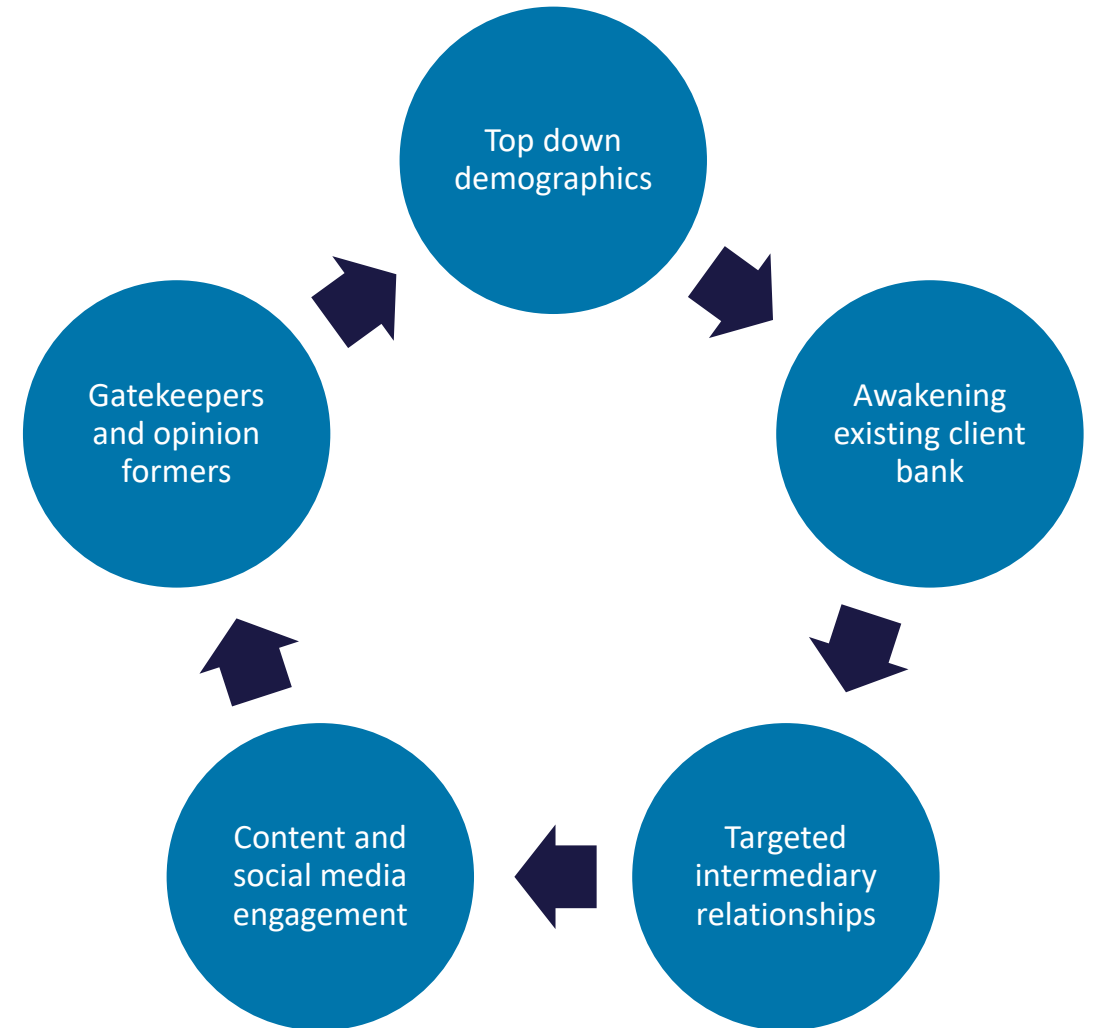 Top down
demographics
Awakening
existing client
bank
Targeted
intermediary
relationships
Content and
social media
engagement
Gatekeepers
and opinion
formers